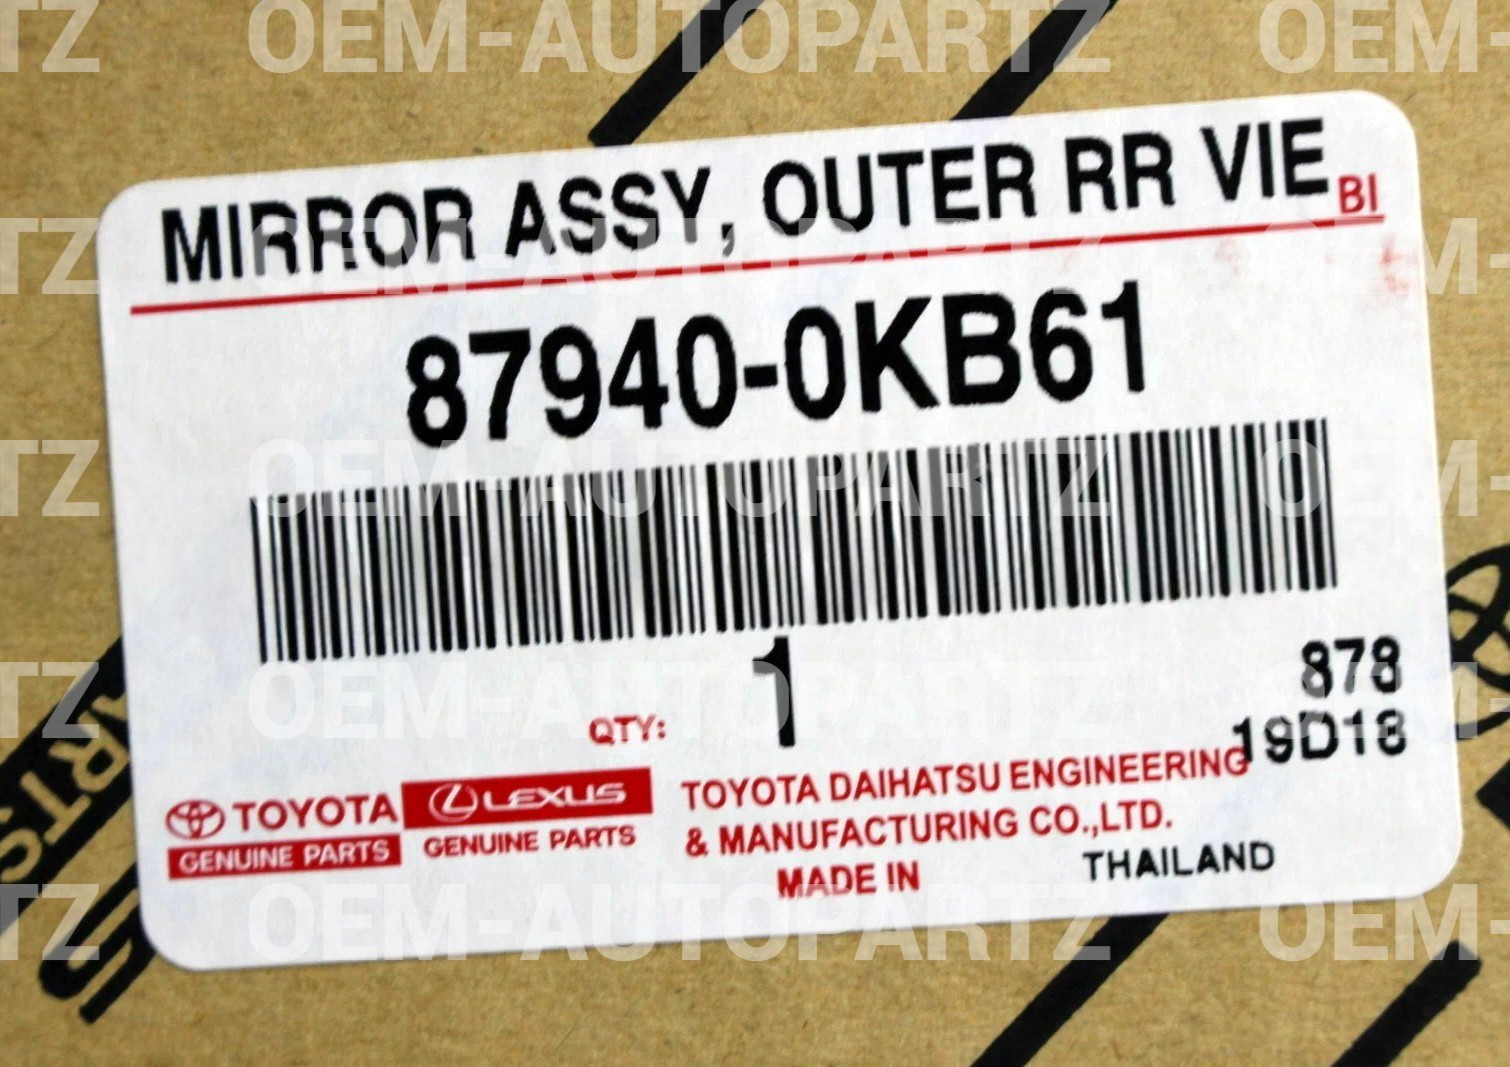 OEM-AUTOPARTZ
MIRROR ASSY, OUTER RR VIE
BI
87940-0KB61
QTY: 1
878
19D18
TOYOTA
GENUINE PARTS
LEXUS
GENUINE PARTS
TOYOTA DAIHATSU ENGINEERING
& MANUFACTURING CO.,LTD.
MADE IN THAILAND